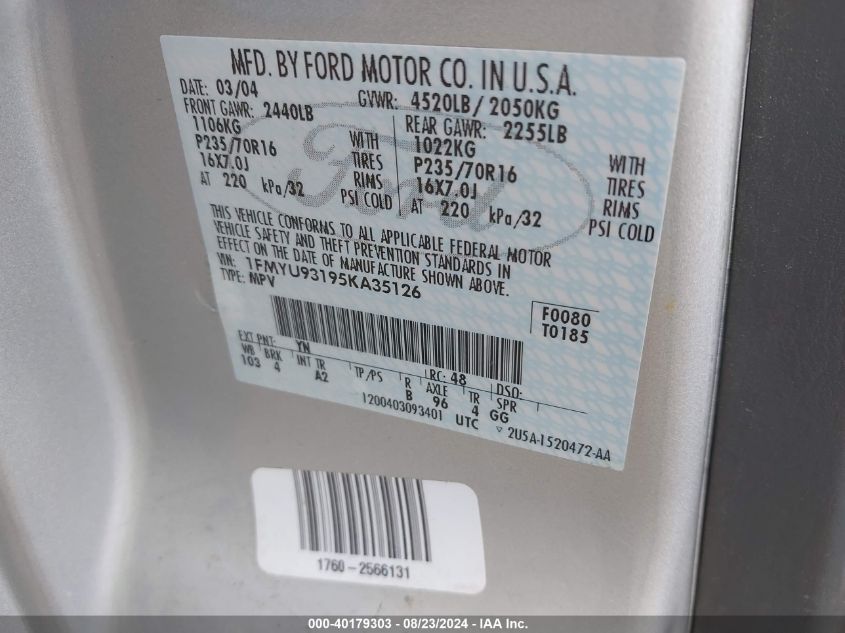 MFD. BY FORD MOTOR CO. IN U.S.A.
DATE: 03/04 GVWR: 4520LB/ 2050KG
FRONT GAWR: 2440LB REAR GAWR: 2255LB
1106KG WITH 1022KG WITH
P235/70R16 TIRES P235/70R16 TIRES
16X7.0J RIMS 16X7.0J RIMS
AT 220 kPa/32 PSI COLD AT 220 kPa/32 PSI COLD
Ford
THIS VEHICLE CONFORMS TO ALL APPLICABLE FEDERAL MOTOR
VEHICLE SAFETY AND THEFT PREVENTION STANDARDS IN
EFFECT ON THE DATE OF MANUFACTURE SHOWN ABOVE.
VIN: 1FMYU93195KA35126
TYPE: MPV
F0080
T0185
EXT PNT: YN RC: 48 DSO:
WB BRK INT TR TP/PS R AXLE TR SPR
103 4 A2 B 96 4 GG
1200403093401 UTC ▽ 2U5A-1520472-AA
1760-2566131
000-40179303 - 08/23/2024 - IAA Inc.